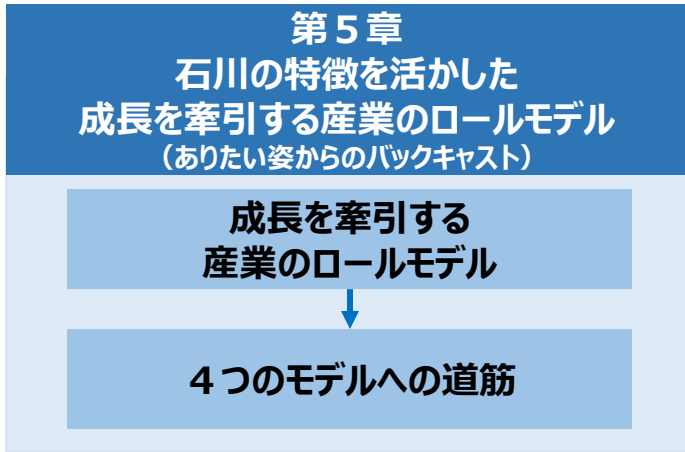 第５章
石川の特徴を活かした
成長を牽引する産業のロールモデル
（ありたい姿からのバックキャスト）
成長を牽引する
産業のロールモデル
４つのモデルへの道筋